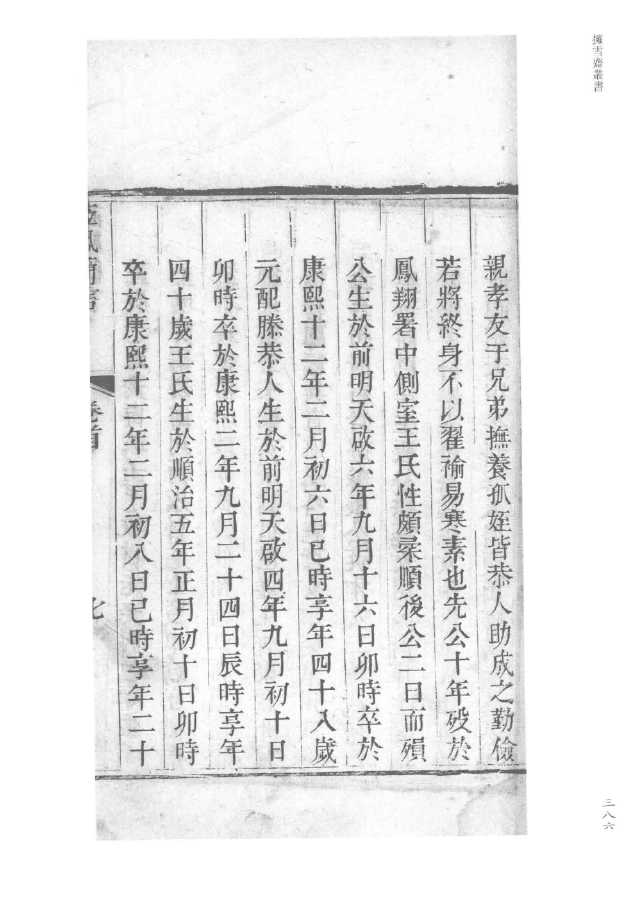 擁雪齋叢書
親孝友于兄弟撫養孤姪皆恭人助成之勤儉
若將終身不以翟褕易寒素也先公十年歿於
鳳翔署中側室王氏性頗柔順後公二日而殞
公生於前明天啟六年九月十六日卯時卒於
康熙十二年二月初六日巳時享年四十八歲
元配滕恭人生於前明天啟四年九月初十日
卯時卒於康熙二年九月二十四日辰時享年
四十歲王氏生於順治五年正月初十日卯時
卒於康熙十二年二月初八日巳時享年二十
卷首
七
三八六